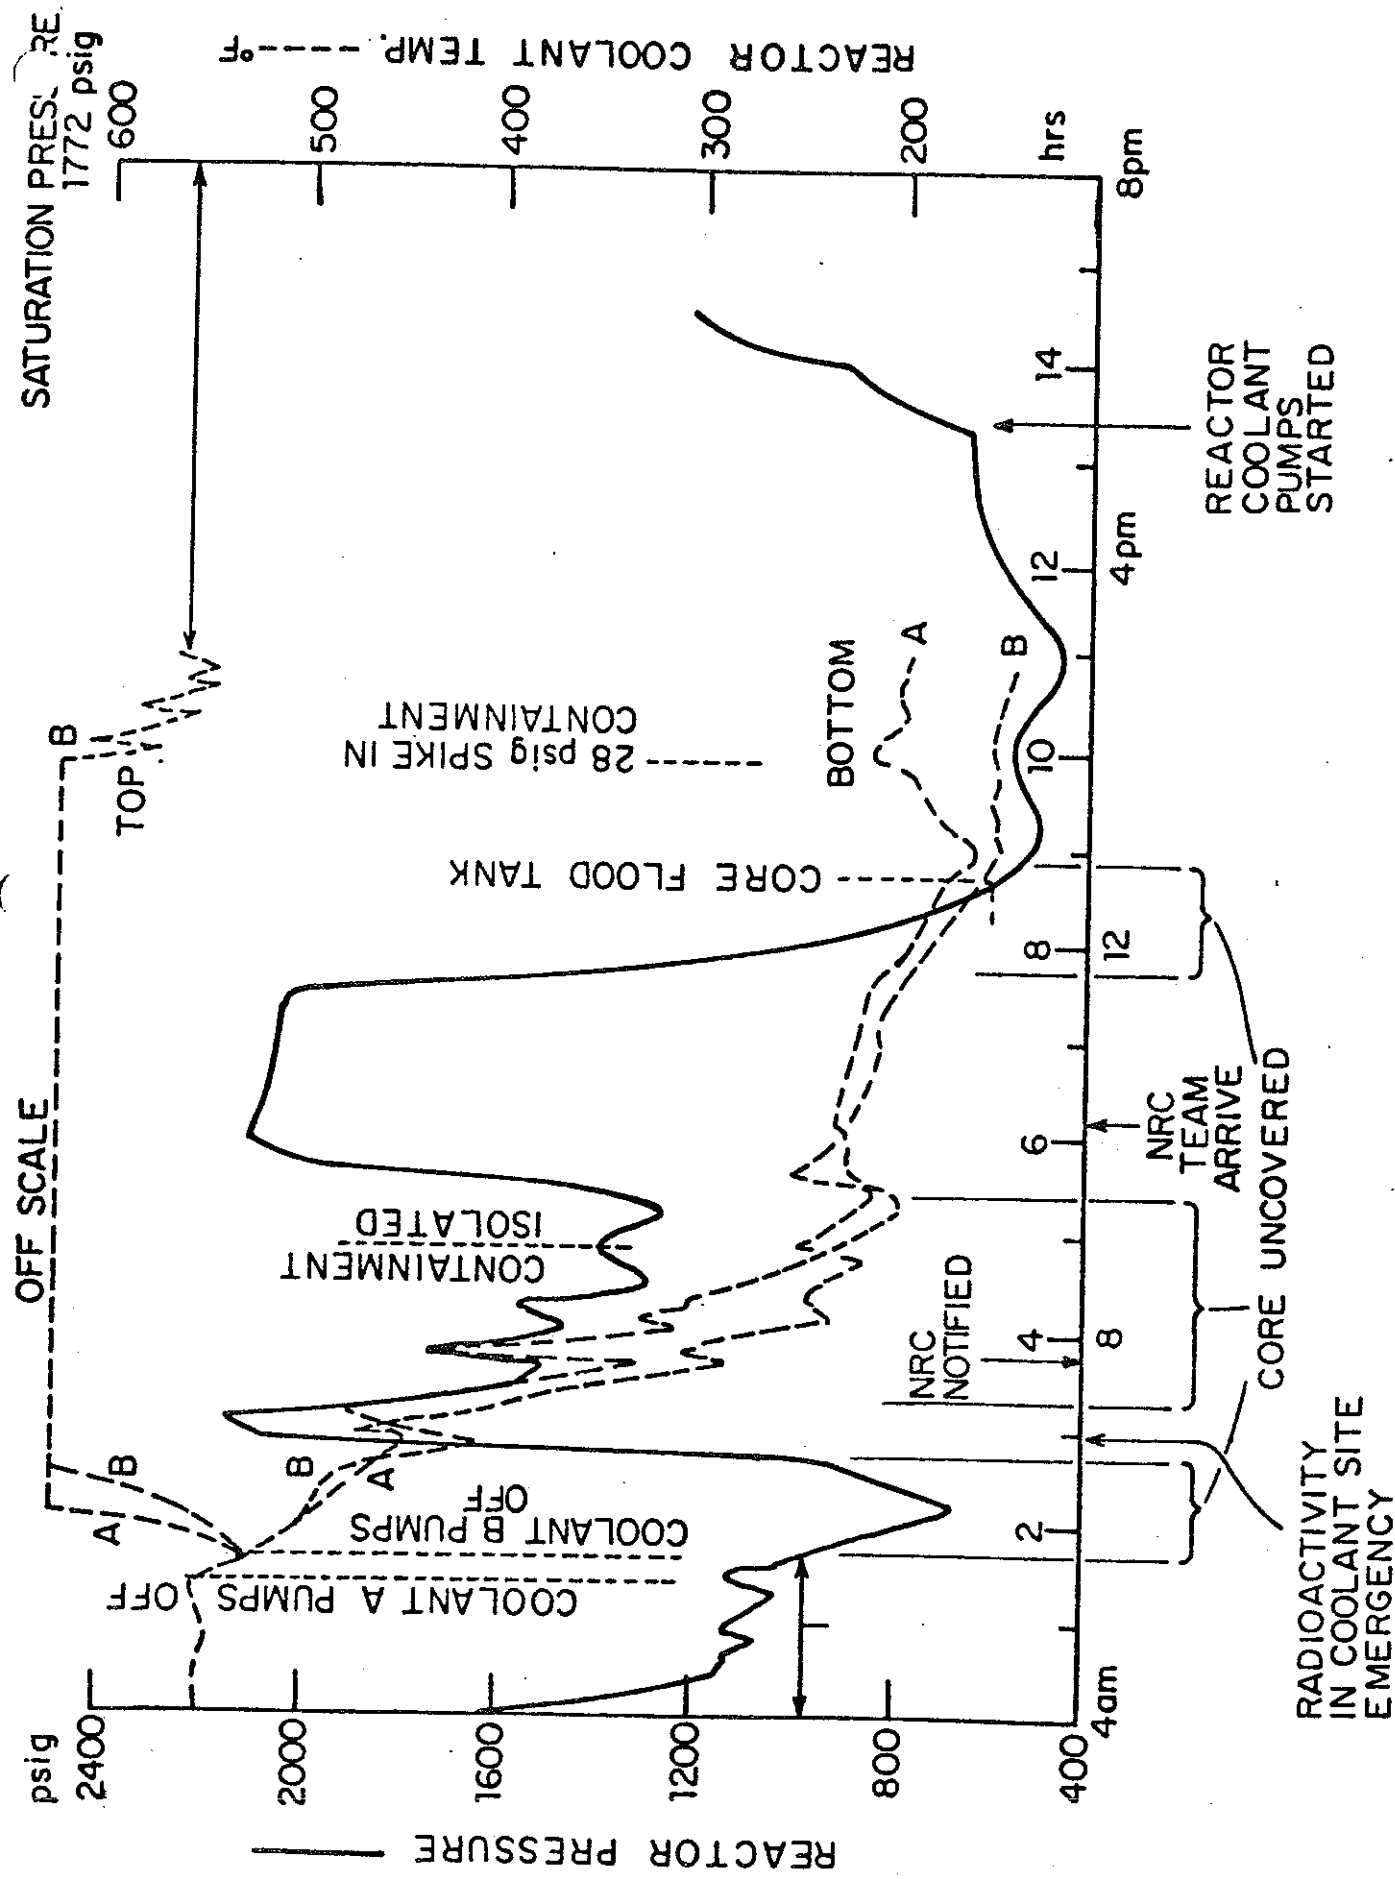 SATURATION PRES RE
1772 psig
OFF SCALE
psig
2400
2000
1600
1200
800
400
REACTOR PRESSURE
600
500
400
300
200
REACTOR COOLANT TEMP. °F
A
B
TOP
B
COOLANT A PUMPS OFF
COOLANT B PUMPS
OFF
B
A
CONTAINMENT
ISOLATED
CORE FLOOD TANK
28 psig SPIKE IN
CONTAINMENT
BOTTOM
A
B
NRC
NOTIFIED
2
4
6
8
10
12
14
hrs
4am
8
12
4pm
8pm
RADIOACTIVITY
IN COOLANT SITE
EMERGENCY
CORE UNCOVERED
NRC
TEAM
ARRIVE
REACTOR
COOLANT
PUMPS
STARTED